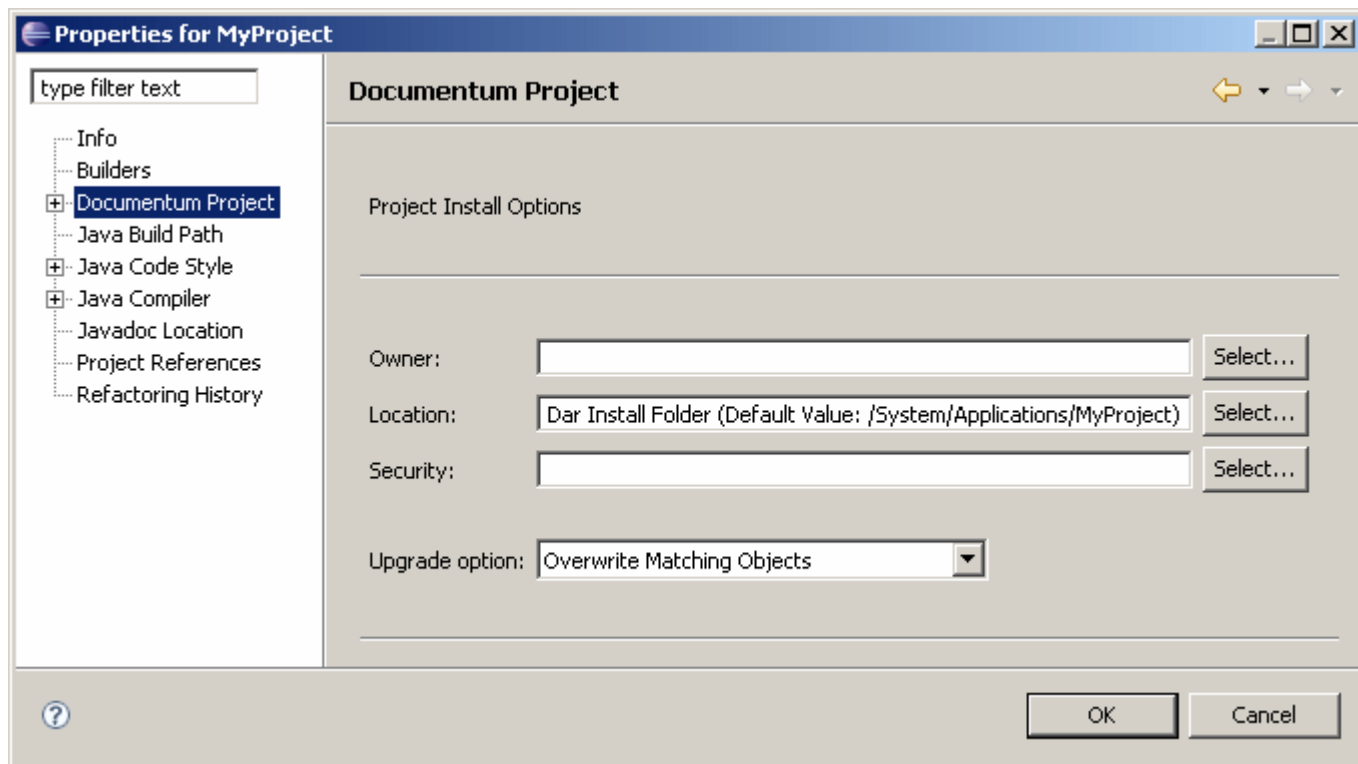 Properties for MyProject
type filter text
Info
Builders
Documentum Project
Java Build Path
Java Code Style
Java Compiler
Javadoc Location
Project References
Refactoring History
Documentum Project
Project Install Options
Owner:
Select...
Location:
Dar Install Folder (Default Value: /System/Applications/MyProject)
Select...
Security:
Select...
Upgrade option:
Overwrite Matching Objects
OK
Cancel